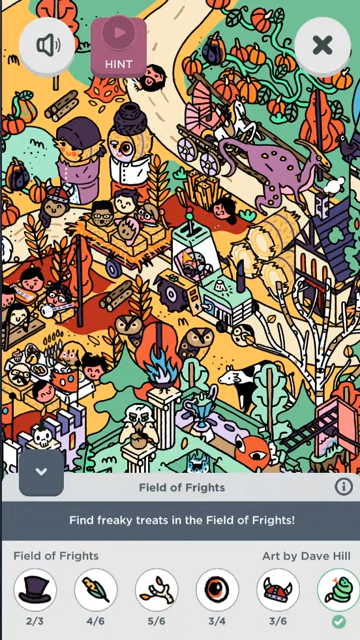 HINT
Field of Frights
Find freaky treats in the Field of Frights!
Field of Frights Art by Dave Hill
2/3 4/6 5/6 3/4 3/6